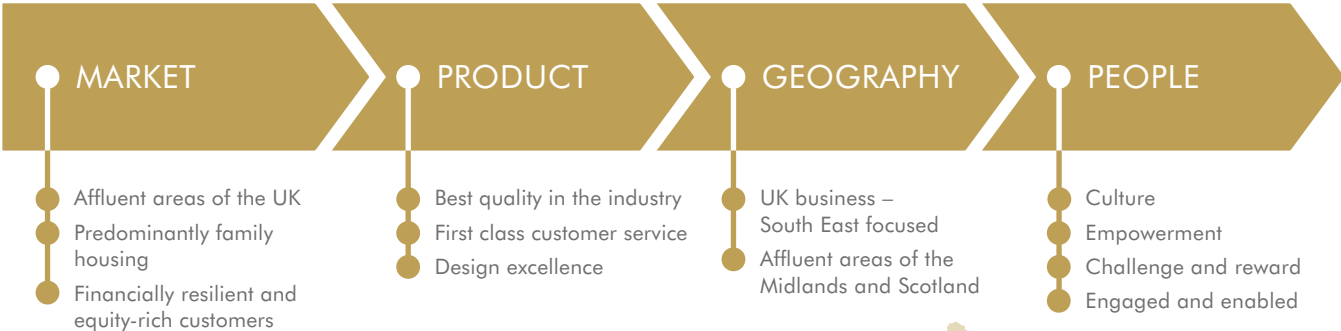 MARKET
Affluent areas of the UK
Predominantly family
housing
Financially resilient and
equity-rich customers
PRODUCT
Best quality in the industry
First class customer service
Design excellence
GEOGRAPHY
UK business –
South East focused
Affluent areas of the
Midlands and Scotland
PEOPLE
Culture
Empowerment
Challenge and reward
Engaged and enabled